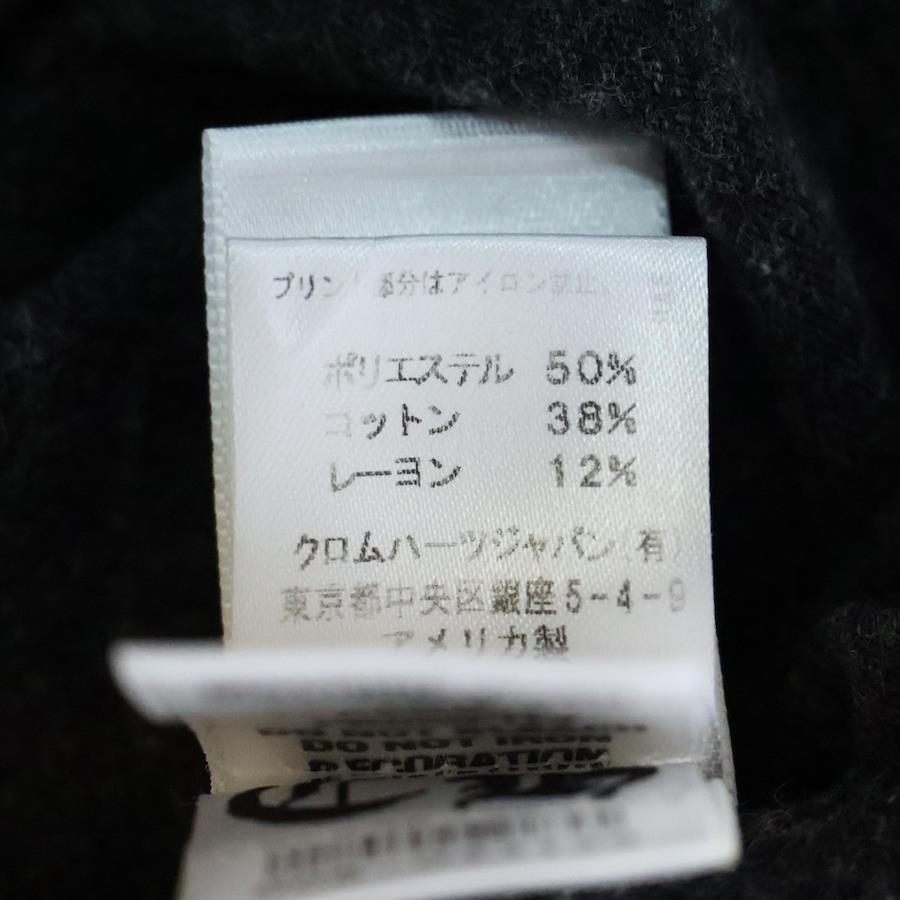 プリント部分はアイロン禁止。
ポリエステル 50%
コットン 38%
レーヨン 12%
クロムハーツジャパン(有)
東京都中央区銀座5-4-9
アメリカ製
DO NOT IRON
DECORATION